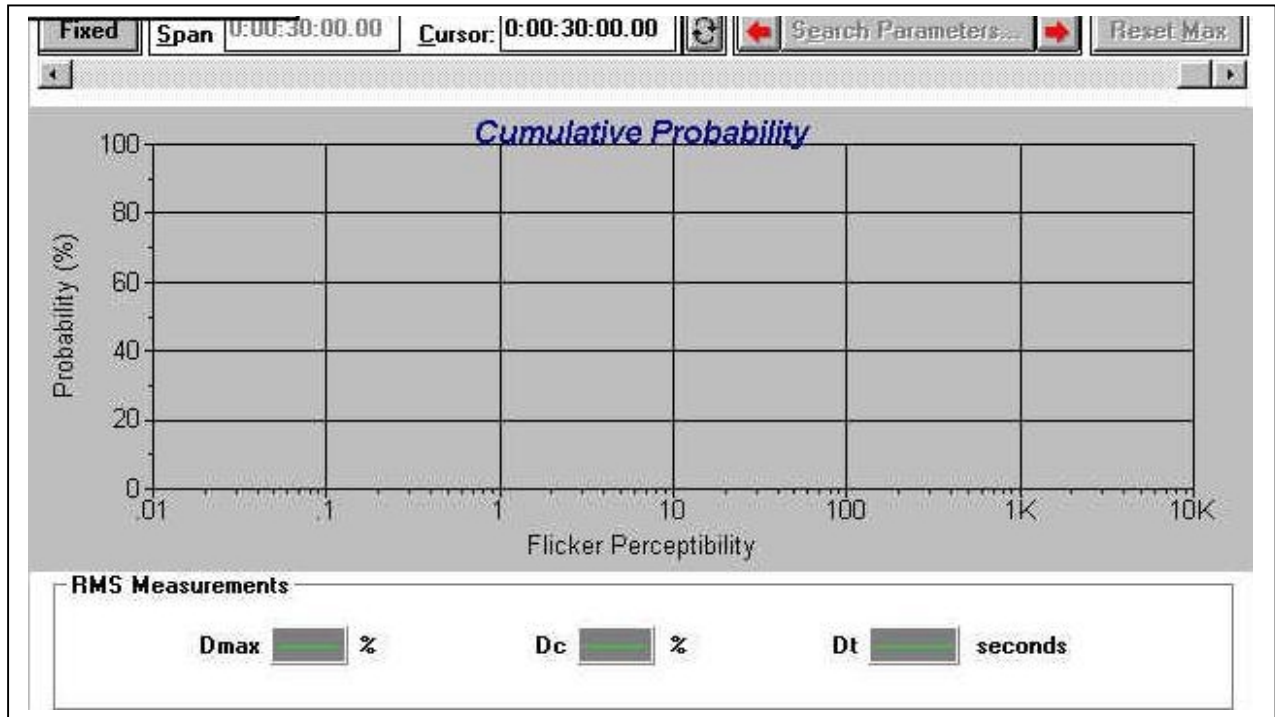 Fixed Span 0:00:30:00.00 Cursor: 0:00:30:00.00 Search Parameters... Reset Max
Cumulative Probability
Probability (%)
100
80
60
40
20
0
.01 .1 1 10 100 1K 10K
Flicker Perceptibility
RMS Measurements
Dmax % Dc % Dt seconds